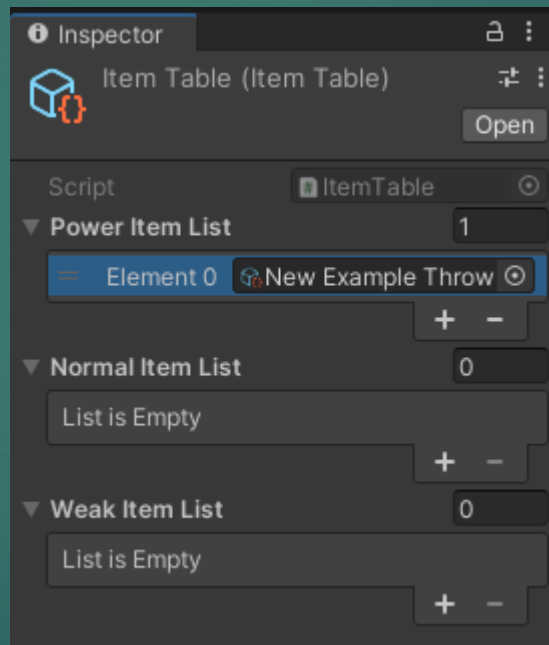 Inspector
Item Table (Item Table)
Open
Script ItemTable
Power Item List 1
Element 0 New Example Throw
Normal Item List 0
List is Empty
Weak Item List 0
List is Empty